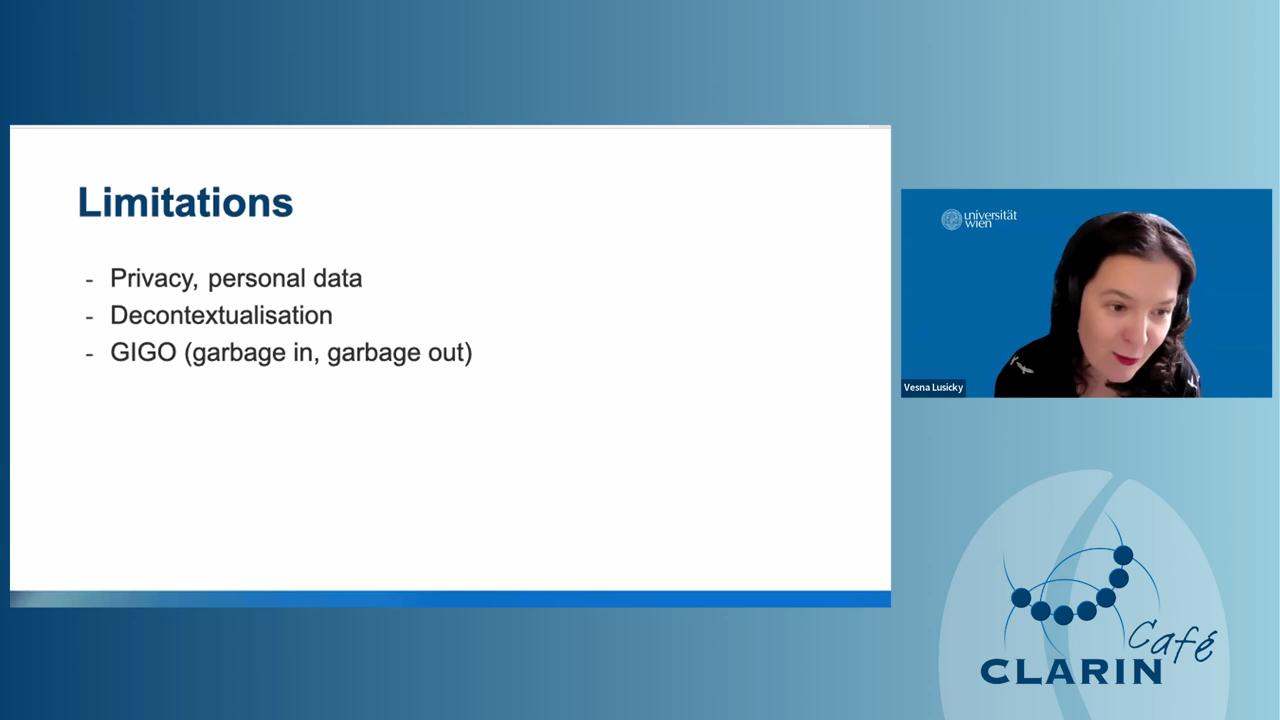 Limitations
- Privacy, personal data
- Decontextualisation
- GIGO (garbage in, garbage out)
universität
wien
Vesna Lusicky
Café
CLARIN